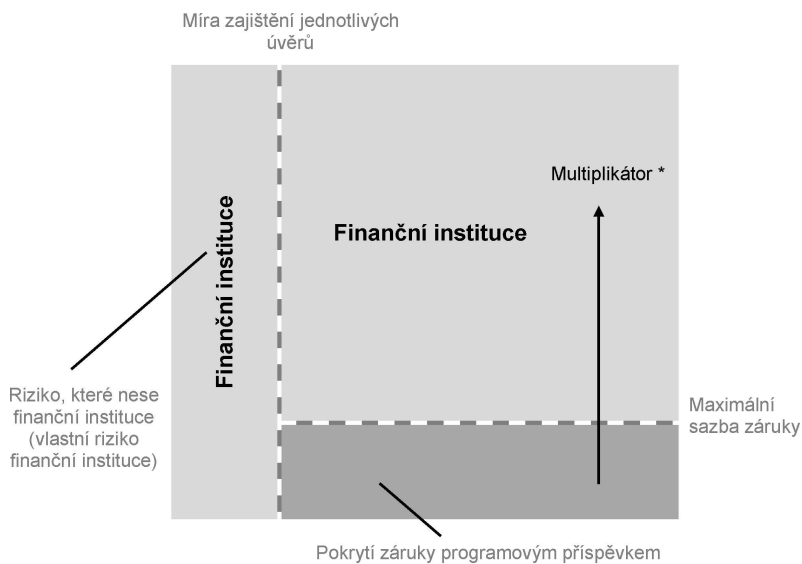 Míra zajištění jednotlivých
úvěrů
Multiplikátor *
Finanční instituce
Finanční instituce
Riziko, které nese
finanční instituce
(vlastní riziko
finanční instituce)
Maximální
sazba záruky
Pokrytí záruky programovým příspěvkem